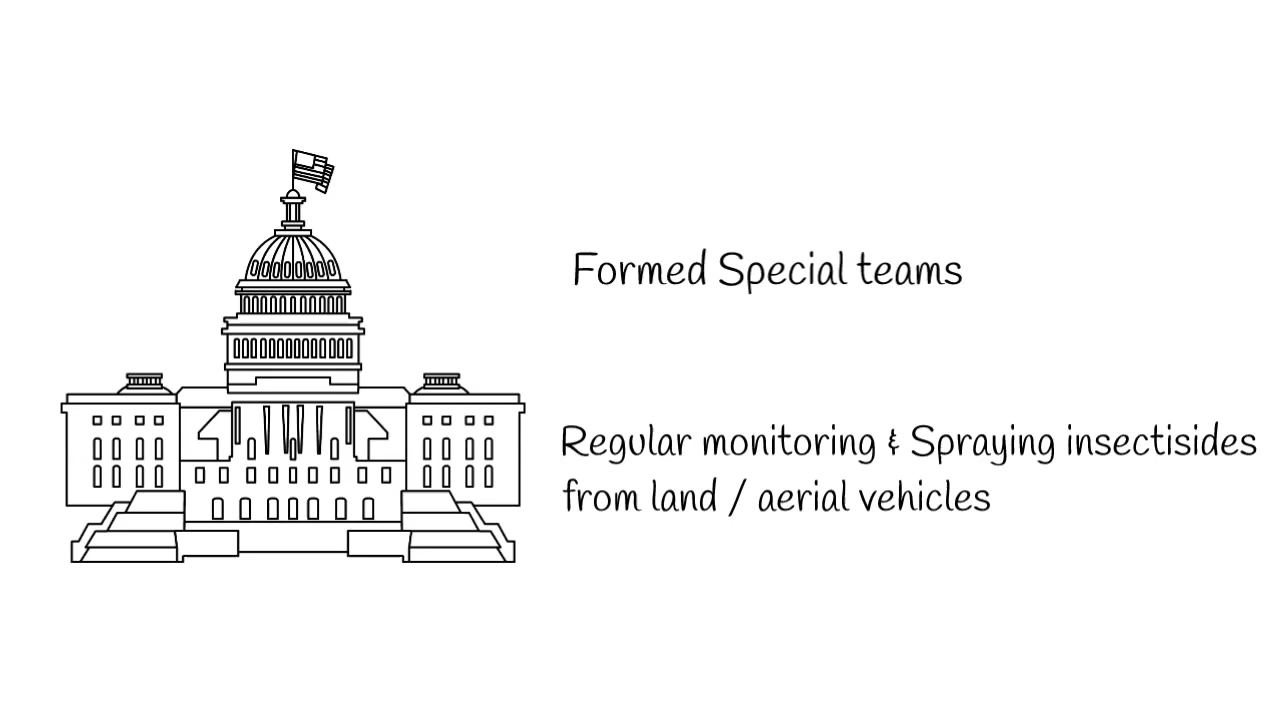 Formed Special teams
Regular monitoring & Spraying insectisides
from land / aerial vehicles